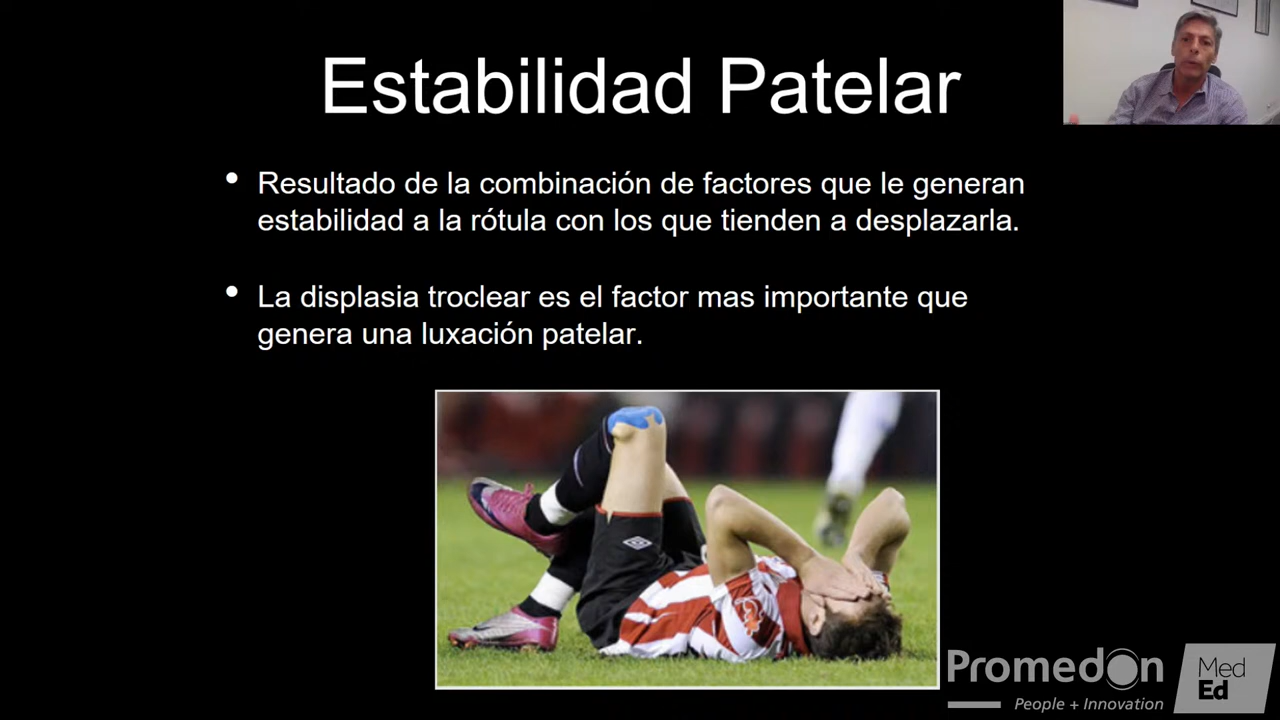 Estabilidad Patelar
• Resultado de la combinación de factores que le generan
estabilidad a la rótula con los que tienden a desplazarla.
• La displasia troclear es el factor mas importante que
genera una luxación patelar.
Promedon
People + Innovation
Med
Ed